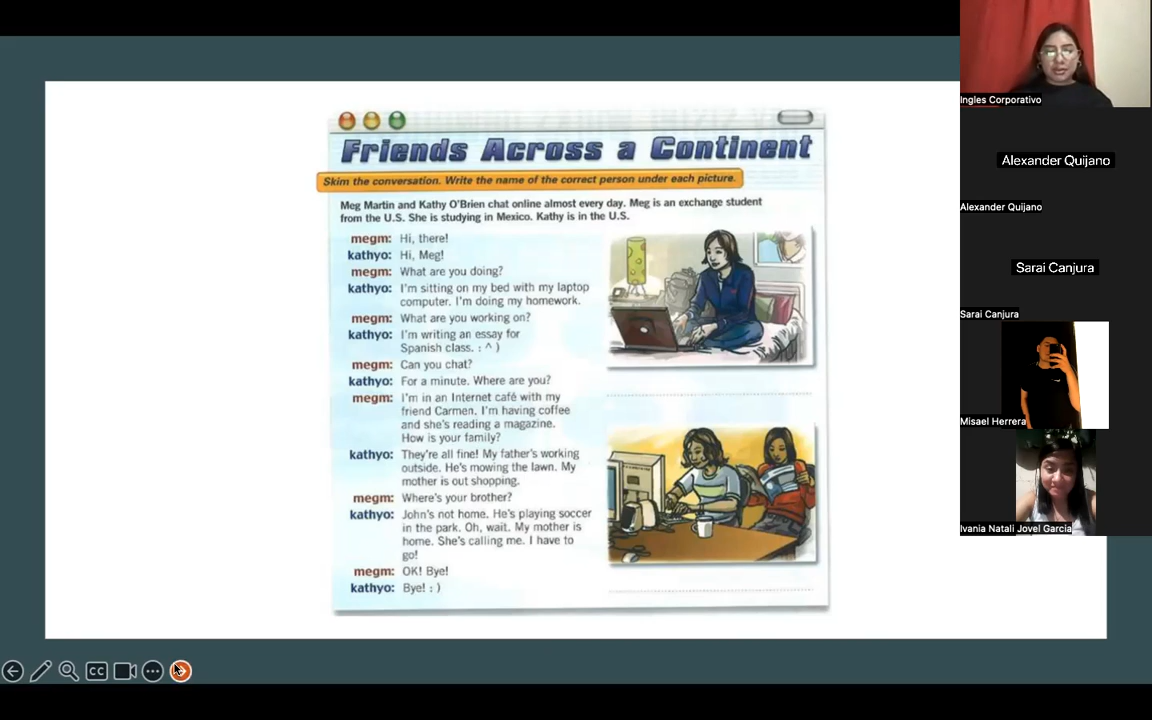 Friends Across a Continent
Skim the conversation. Write the name of the correct person under each picture.
Meg Martin and Kathy O'Brien chat online almost every day. Meg is an exchange student
from the U.S. She is studying in Mexico. Kathy is in the U.S.
megm: Hi, there!
kathyo: Hi, Meg!
megm: What are you doing?
kathyo: I'm sitting on my bed with my laptop
computer. I'm doing my homework.
megm: What are you working on?
kathyo: I'm writing an essay for
Spanish class. : ^ )
megm: Can you chat?
kathyo: For a minute. Where are you?
megm: I'm in an Internet café with my
friend Carmen. I'm having coffee
and she's reading a magazine.
How is your family?
kathyo: They're all fine! My father's working
outside. He's mowing the lawn. My
mother is out shopping.
megm: Where's your brother?
kathyo: John's not home. He's playing soccer
in the park. Oh, wait. My mother is
home. She's calling me. I have to
go!
megm: OK! Bye!
kathyo: Bye! : )
CC
Ingles Corporativo
Alexander Quijano
Alexander Quijano
Sarai Canjura
Sarai Canjura
Misael Herrera
Ivania Natali Jovel Garcia